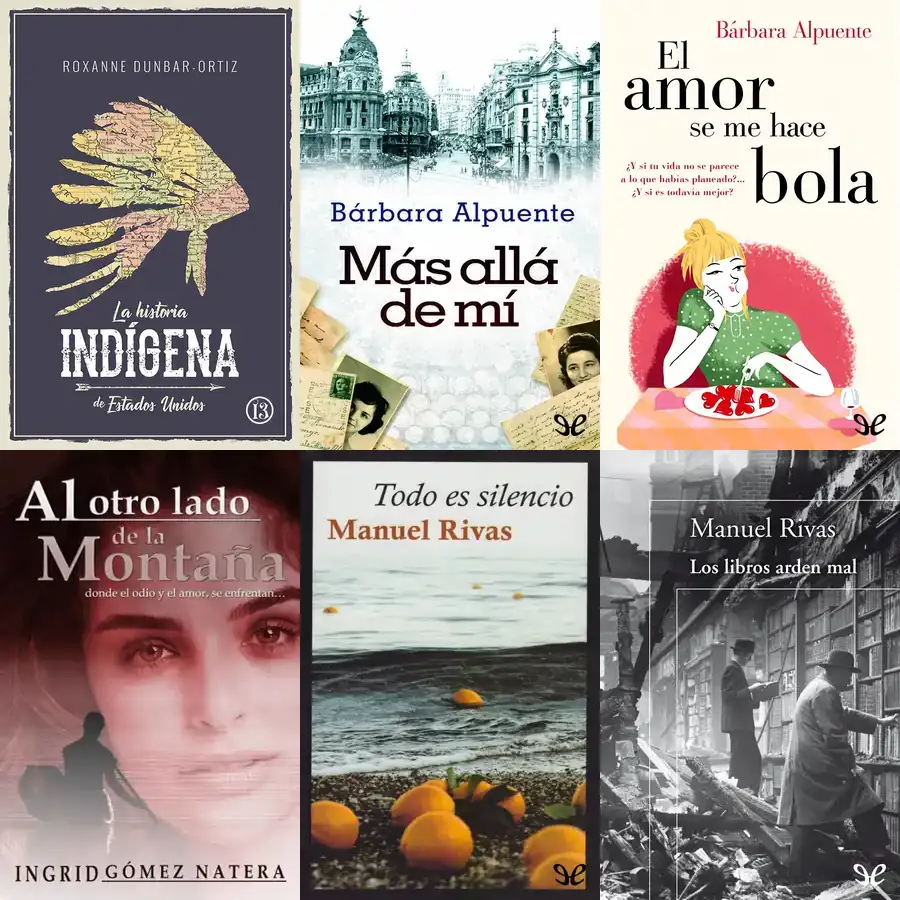 ROXANNE DUNBAR-ORTIZ
La historia
INDÍGENA
de Estados Unidos
13
Bárbara Alpuente
Más allá
de mí
Bárbara Alpuente
El
amor
se me hace
bola
¿Y si tu vida no se parece
a lo que habías planeado?...
¿Y si es todavía mejor?
Al otro lado
de la
Montaña
donde el odio y el amor, se enfrentan...
INGRID GÓMEZ NATERA
Todo es silencio
Manuel Rivas
Manuel Rivas
Los libros arden mal